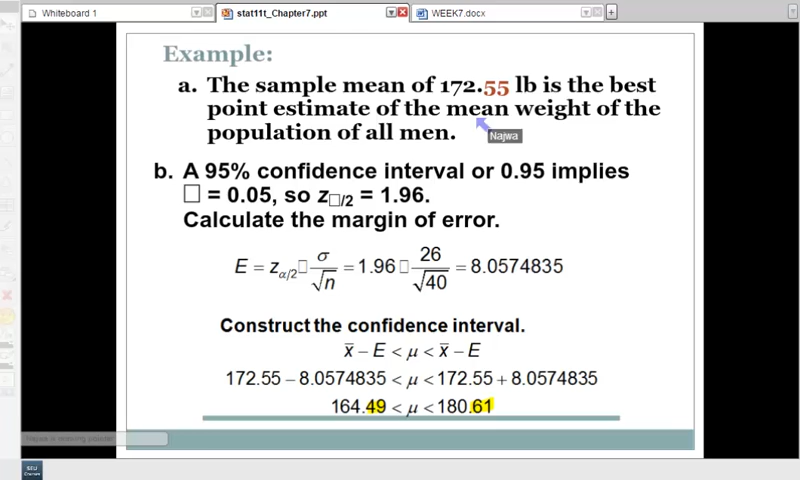 Whiteboard 1
stat11t_Chapter7.ppt
WEEK7.docx
Example:
a. The sample mean of 172.55 lb is the best
point estimate of the mean weight of the
population of all men.
Najwa
b. A 95% confidence interval or 0.95 implies
□ = 0.05, so z□/2 = 1.96.
Calculate the margin of error.
E = zα/2 □ σ/√n = 1.96 □ 26/√40 = 8.0574835
Construct the confidence interval.
x̄ − E < μ < x̄ − E
172.55 − 8.0574835 < μ < 172.55 + 8.0574835
164.49 < μ < 180.61
SEU